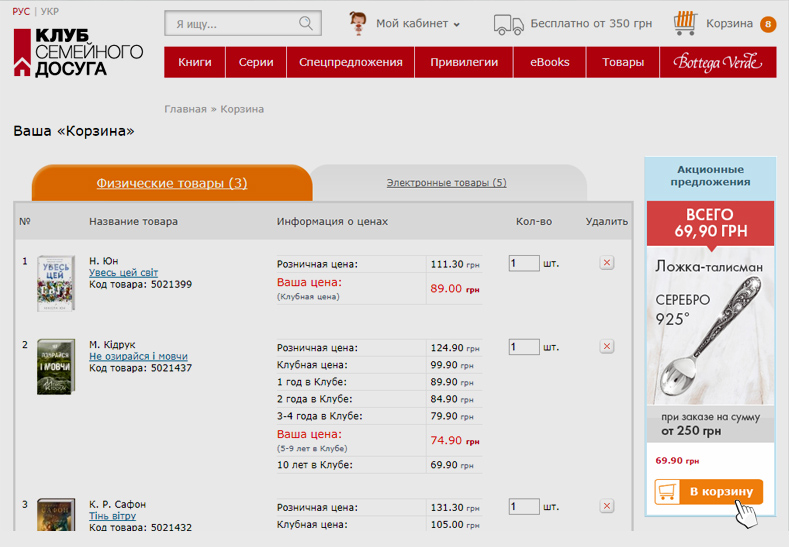 РУС | УКР
КЛУБ
СЕМЕЙНОГО
ДОСУГА
Я ищу...
Мой кабинет
Бесплатно от 350 грн
Корзина 8
Книги Серии Спецпредложения Привилегии eBooks Товары Bottega Verde
Главная » Корзина
Ваша «Корзина»
Физические товары (3)
Электронные товары (5)
№ Название товара Информация о ценах Кол-во Удалить
1 Н. Юн
Увесь цей світ
Код товара: 5021399
УВЕСЬ
ЦЕЙ
Розничная цена: 111.30 грн
Ваша цена: 89.00 грн
(Клубная цена)
1 шт.
2 М. Кідрук
Не озирайся і мовчи
Код товара: 5021437
ОЗИРАЙСЯ
І МОВЧИ
Розничная цена: 124.90 грн
Клубная цена: 99.90 грн
1 год в Клубе: 89.90 грн
2 года в Клубе: 84.90 грн
3-4 года в Клубе: 79.90 грн
Ваша цена: 74.90 грн
(5-9 лет в Клубе)
10 лет в Клубе: 69.90 грн
1 шт.
3 К. Р. Сафон
Тінь вітру
Код товара: 5021432
Розничная цена: 131.30 грн
Клубная цена: 105.00 грн
1 шт.
Акционные
предложения
ВСЕГО
69,90 ГРН
Ложка-талисман
СЕРЕБРО
925°
при заказе на сумму
от 250 грн
69.90 грн
В корзину